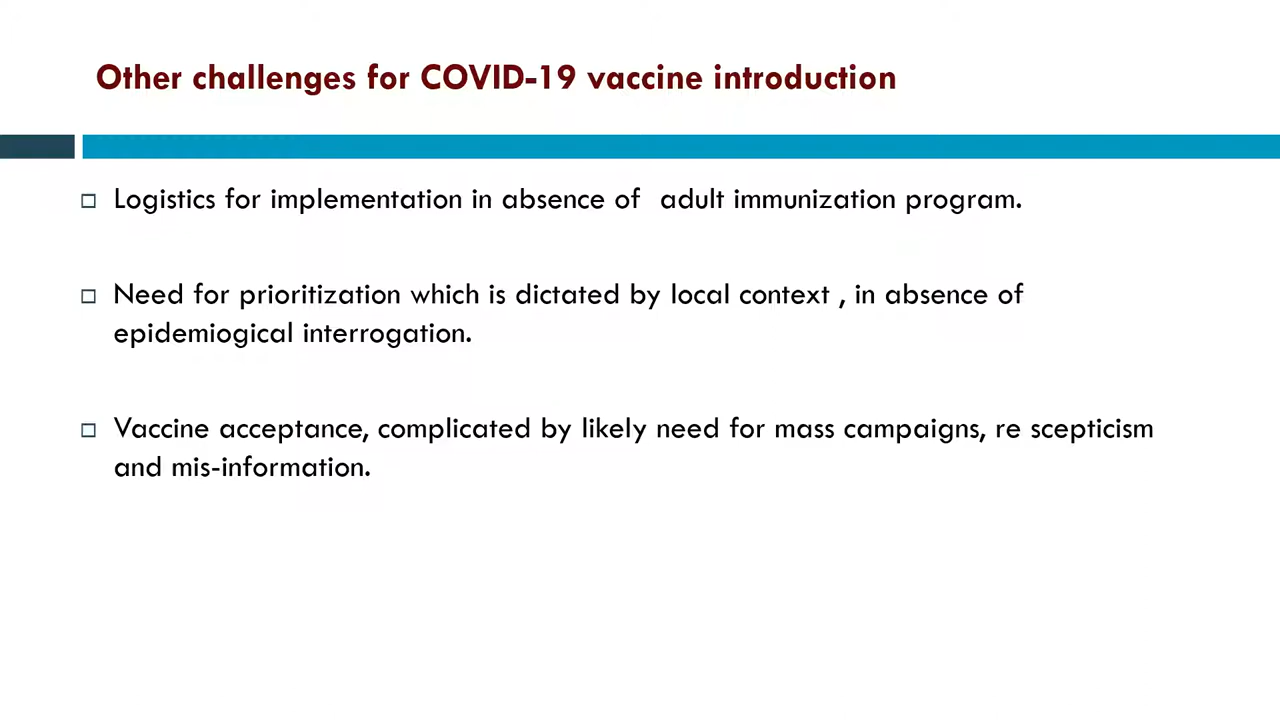 Other challenges for COVID-19 vaccine introduction
Logistics for implementation in absence of adult immunization program.
Need for prioritization which is dictated by local context , in absence of
epidemiogical interrogation.
Vaccine acceptance, complicated by likely need for mass campaigns, re scepticism
and mis-information.